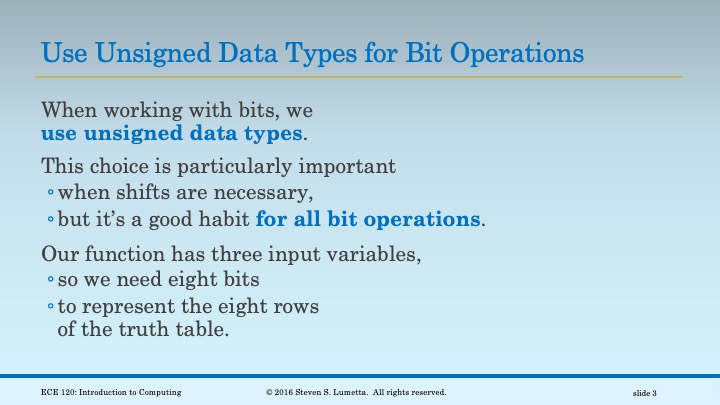 Use Unsigned Data Types for Bit Operations
When working with bits, we
use unsigned data types.
This choice is particularly important
◦when shifts are necessary,
◦but it’s a good habit for all bit operations.
Our function has three input variables,
◦so we need eight bits
◦to represent the eight rows
of the truth table.
ECE 120: Introduction to Computing
© 2016 Steven S. Lumetta. All rights reserved.
slide 3